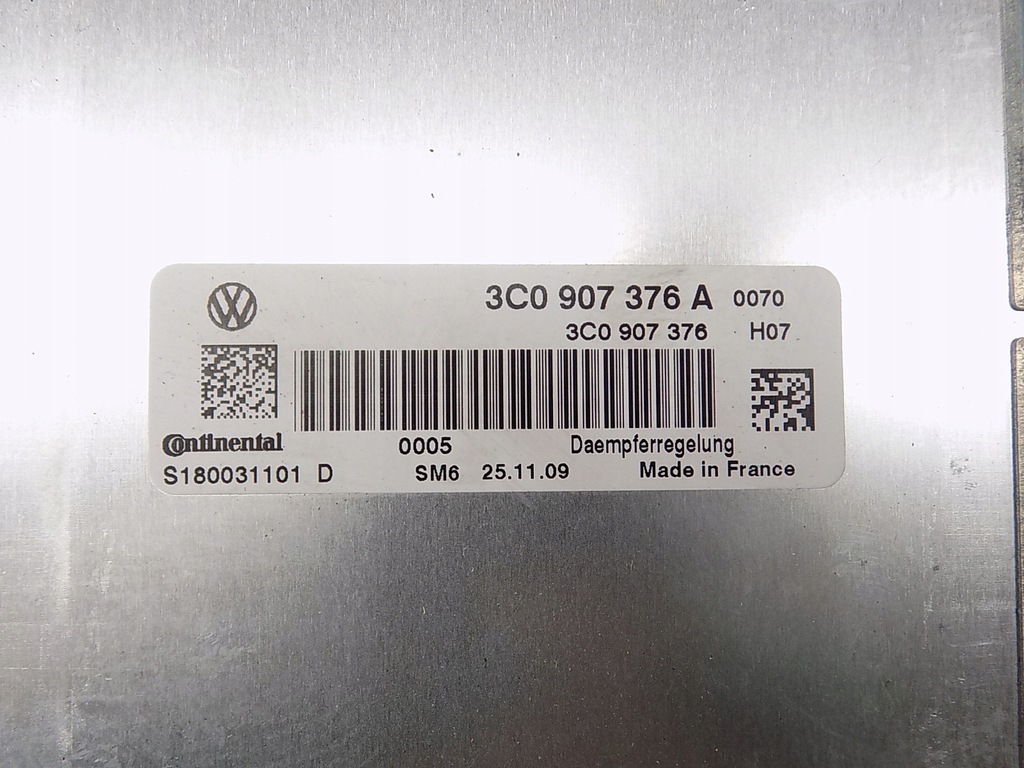 3C0 907 376 A 0070
3C0 907 376 H07
Continental 0005 Daempferregelung
S180031101 D SM6 25.11.09 Made in France